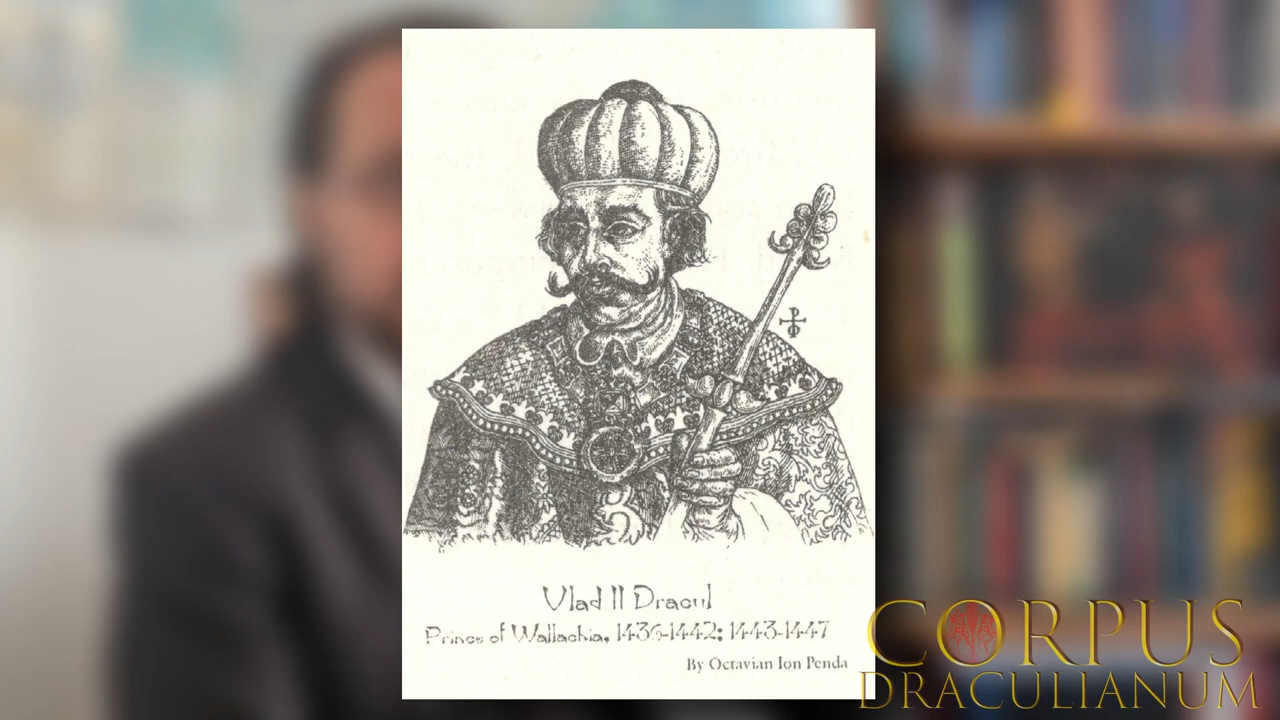 Vlad II Dracul
Prince of Wallachia, 1436-1442; 1443-1447
By Octavian Ion Penda
CORPUS
DRACULIANUM